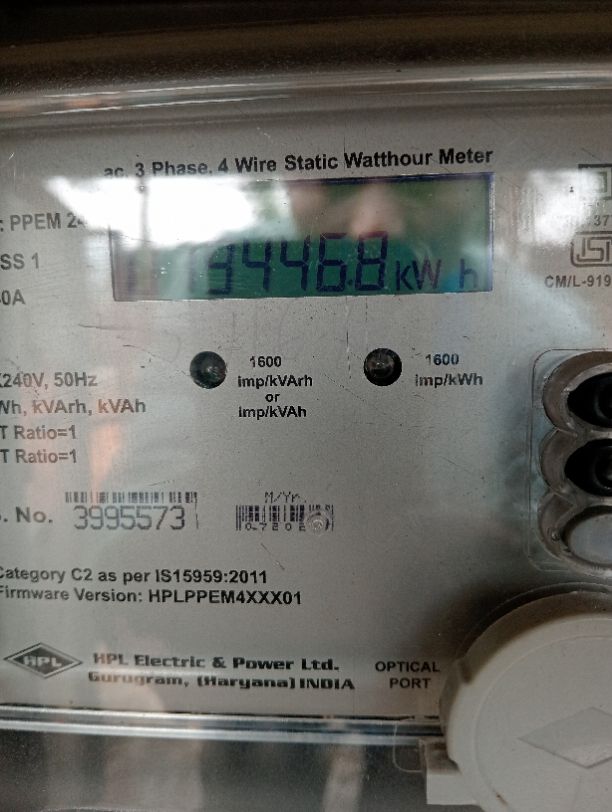 ac. 3 Phase, 4 Wire Static Watthour Meter
: PPEM
SS 1
0A
13446.8 kW h
CM/L-919
240V, 50Hz
Wh, kVArh, kVAh
T Ratio=1
T Ratio=1
1600
imp/kVArh
or
imp/kVAh
1600
imp/kWh
. No. 3995573
M/Yr.
Category C2 as per IS15959:2011
Firmware Version: HPLPPEM4XXX01
HPL
HPL Electric & Power Ltd.
Gurugram, (Haryana) INDIA
OPTICAL
PORT